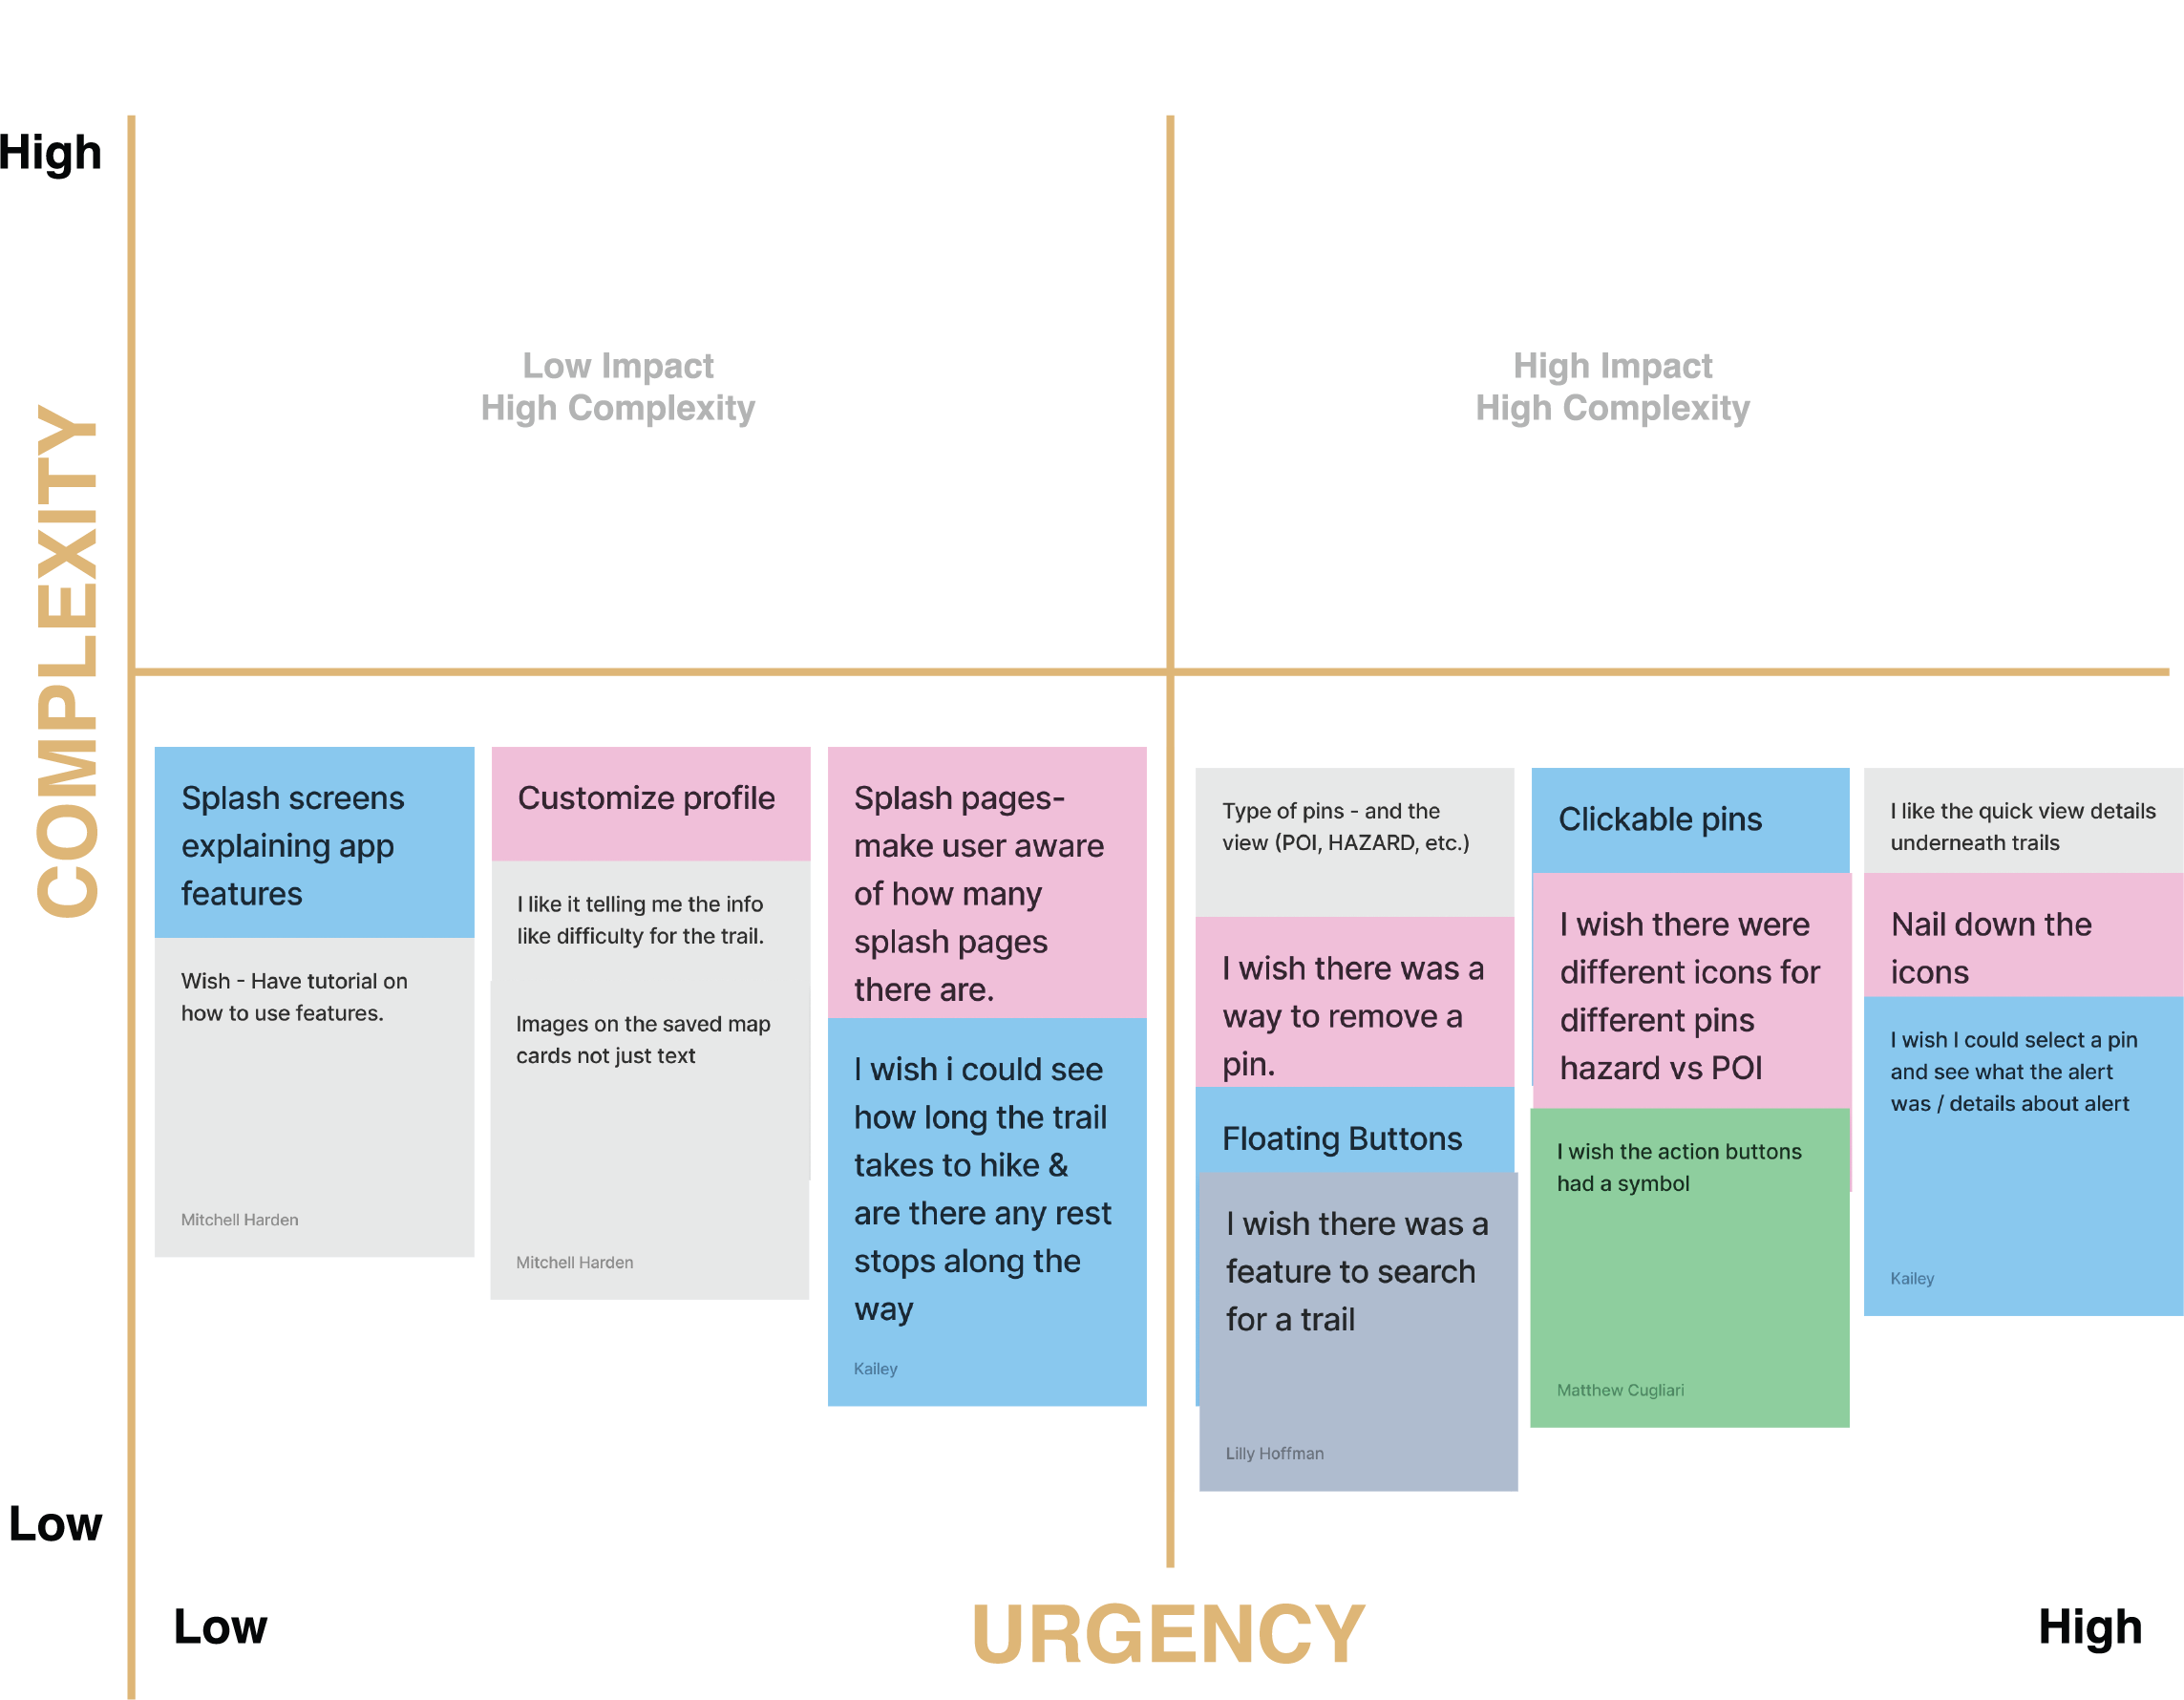 High
COMPLEXITY
Low Impact
High Complexity
High Impact
High Complexity
Splash screens
explaining app
features
Wish - Have tutorial on
how to use features.
Mitchell Harden
Customize profile
I like it telling me the info
like difficulty for the trail.
Images on the saved map
cards not just text
Mitchell Harden
Splash pages-
make user aware
of how many
splash pages
there are.
I wish i could see
how long the trail
takes to hike &
are there any rest
stops along the
way
Kailey
Type of pins - and the
view (POI, HAZARD, etc.)
I wish there was a
way to remove a
pin.
Floating Buttons
I wish there was a
feature to search
for a trail
Lilly Hoffman
Clickable pins
I wish there were
different icons for
different pins
hazard vs POI
I wish the action buttons
had a symbol
Matthew Cugliari
I like the quick view details
underneath trails
Nail down the
icons
I wish I could select a pin
and see what the alert
was / details about alert
Kailey
Low
Low
URGENCY
High